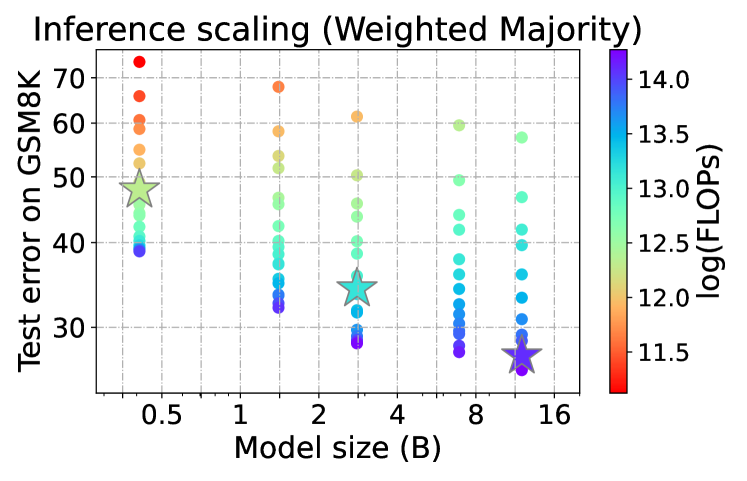 Inference scaling (Weighted Majority)
Test error on GSM8K
70
60
50
40
30
0.5 1 2 4 8 16
Model size (B)
14.0
13.5
13.0
12.5
12.0
11.5
log(FLOPs)